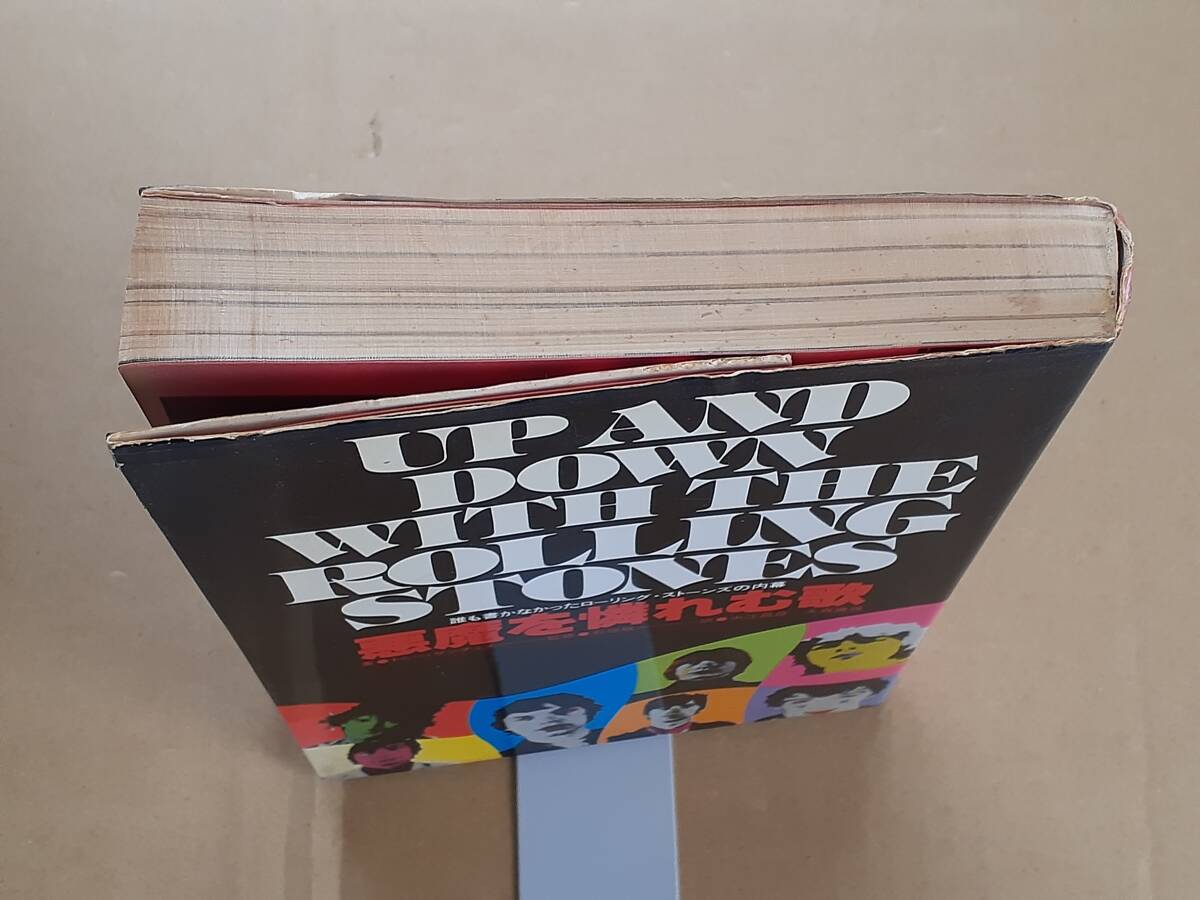 UP AND
DOWN
WITH THE
ROLLING
STONES
誰も書かなかったローリング・ストーンズの内幕
悪魔を憐れむ歌